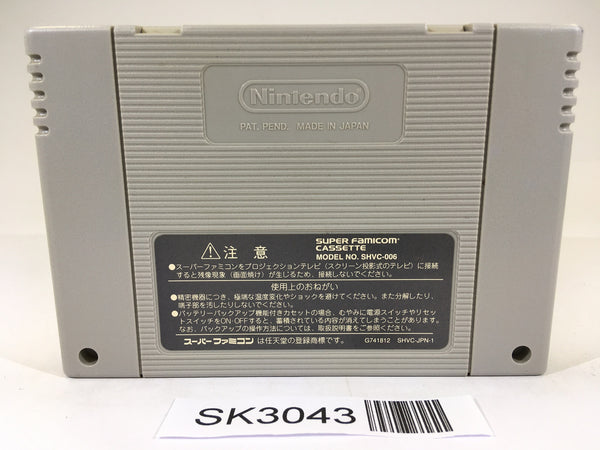 Nintendo
PAT. PEND. MADE IN JAPAN
注意
SUPER FAMICOM
CASSETTE
MODEL NO. SHVC-006
●スーパーファミコンをプロジェクションテレビ（スクリーン投影式のテレビ）に接続
すると残像現象（画面焼け）が生じるため、接続しないでください。
使用上のおねがい
●精密機器につき、極端な温度変化やショックを避けてください。また分解したり、
端子部を汚したりしないでください。
●バッテリーバックアップ機能付きカセットの場合、むやみに電源スイッチやリセッ
トスイッチをON・OFFすると、蓄積されている内容が消えてしまうことがあります。
なお、バックアップの操作方法については、取扱説明書をご参照ください。
スーパーファミコン は任天堂の登録商標です。 G741812 SHVC-JPN-1
SK3043